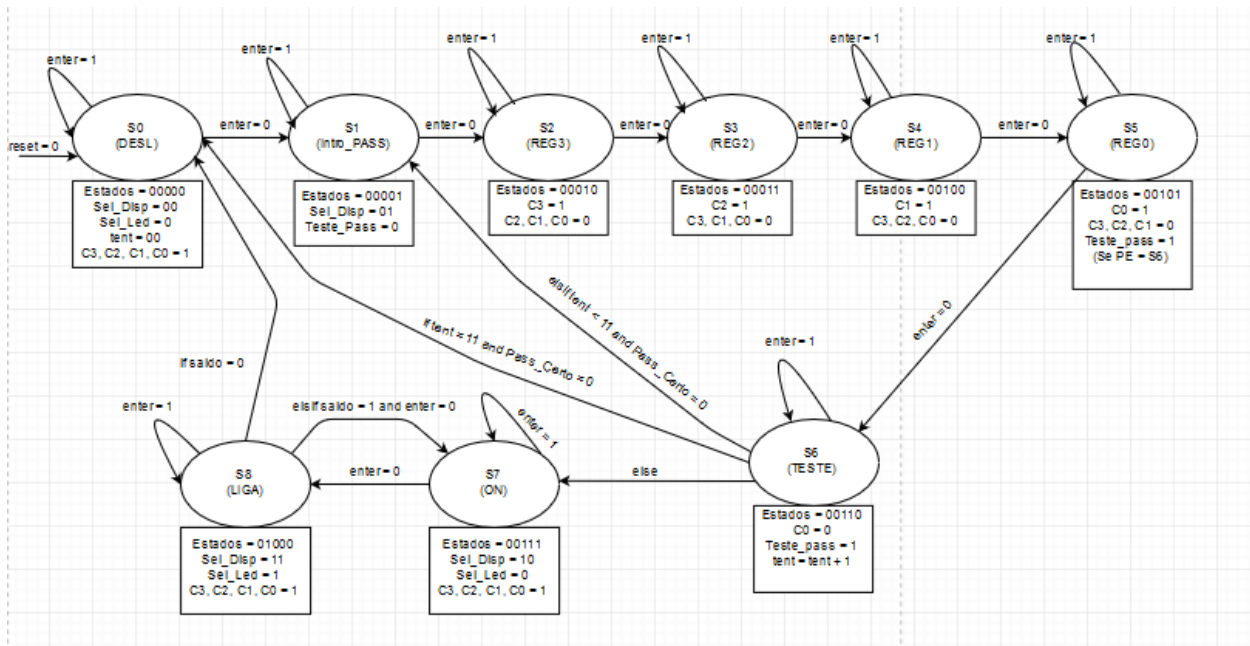 enter = 1
enter = 1
enter = 1
enter = 1
enter = 1
enter = 1
reset = 0
S0
(DESL)
enter = 0
S1
(Intro_PASS)
enter = 0
S2
(REG3)
enter = 0
S3
(REG2)
enter = 0
S4
(REG1)
enter = 0
S5
(REG0)
Estados = 00000
Sel_Disp = 00
Sel_Led = 0
tent = 00
C3, C2, C1, C0 = 1
Estados = 00001
Sel_Disp = 01
Teste_Pass = 0
Estados = 00010
C3 = 1
C2, C1, C0 = 0
Estados = 00011
C2 = 1
C3, C1, C0 = 0
Estados = 00100
C1 = 1
C3, C2, C0 = 0
Estados = 00101
C0 = 1
C3, C2, C1 = 0
Teste_pass = 1
(Se PE = S6)
enter = 0
elsif tent < 11 and Pass_Certo = 0
if tent = 11 and Pass_Certo = 0
if saldo = 0
enter = 1
enter = 1
elsif saldo = 1 and enter = 0
enter = 1
S8
(LIGA)
enter = 0
S7
(ON)
else
S6
(TESTE)
Estados = 01000
Sel_Disp = 11
Sel_Led = 1
C3, C2, C1, C0 = 1
Estados = 00111
Sel_Disp = 10
Sel_Led = 0
C3, C2, C1, C0 = 1
Estados = 00110
C0 = 0
Teste_pass = 1
tent = tent + 1